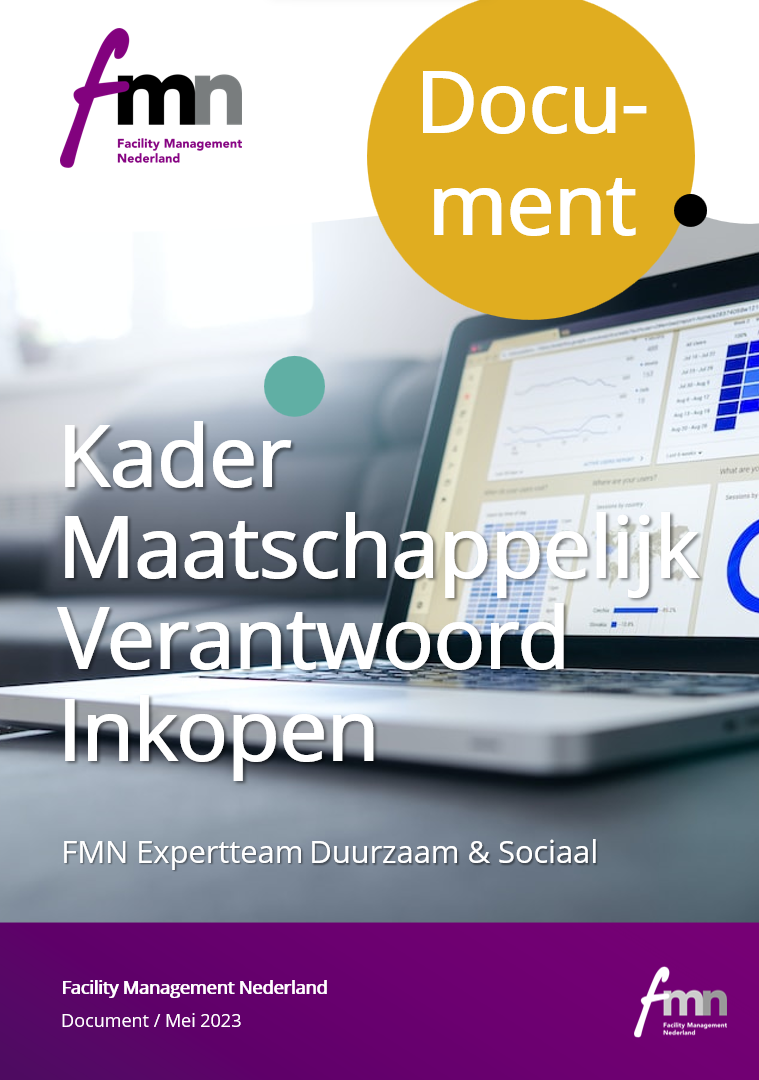 fmn
Facility Management
Nederland
Docu-
ment
Kader
Maatschappelijk
Verantwoord
Inkopen
FMN Expertteam Duurzaam & Sociaal
Facility Management Nederland
Document / Mei 2023
fmn
Facility Management
Nederland